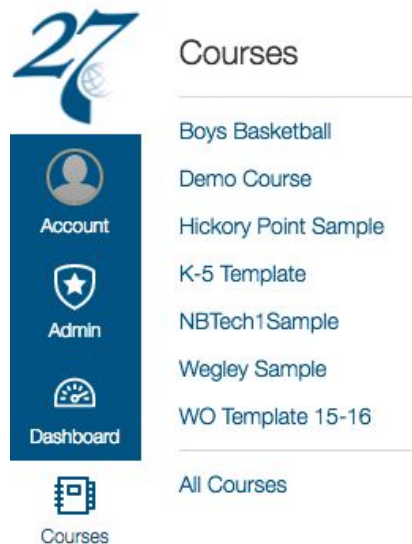 27
Courses
Boys Basketball
Demo Course
Hickory Point Sample
K-5 Template
NBTech1Sample
Wegley Sample
WO Template 15-16
All Courses
Account
Admin
Dashboard
Courses